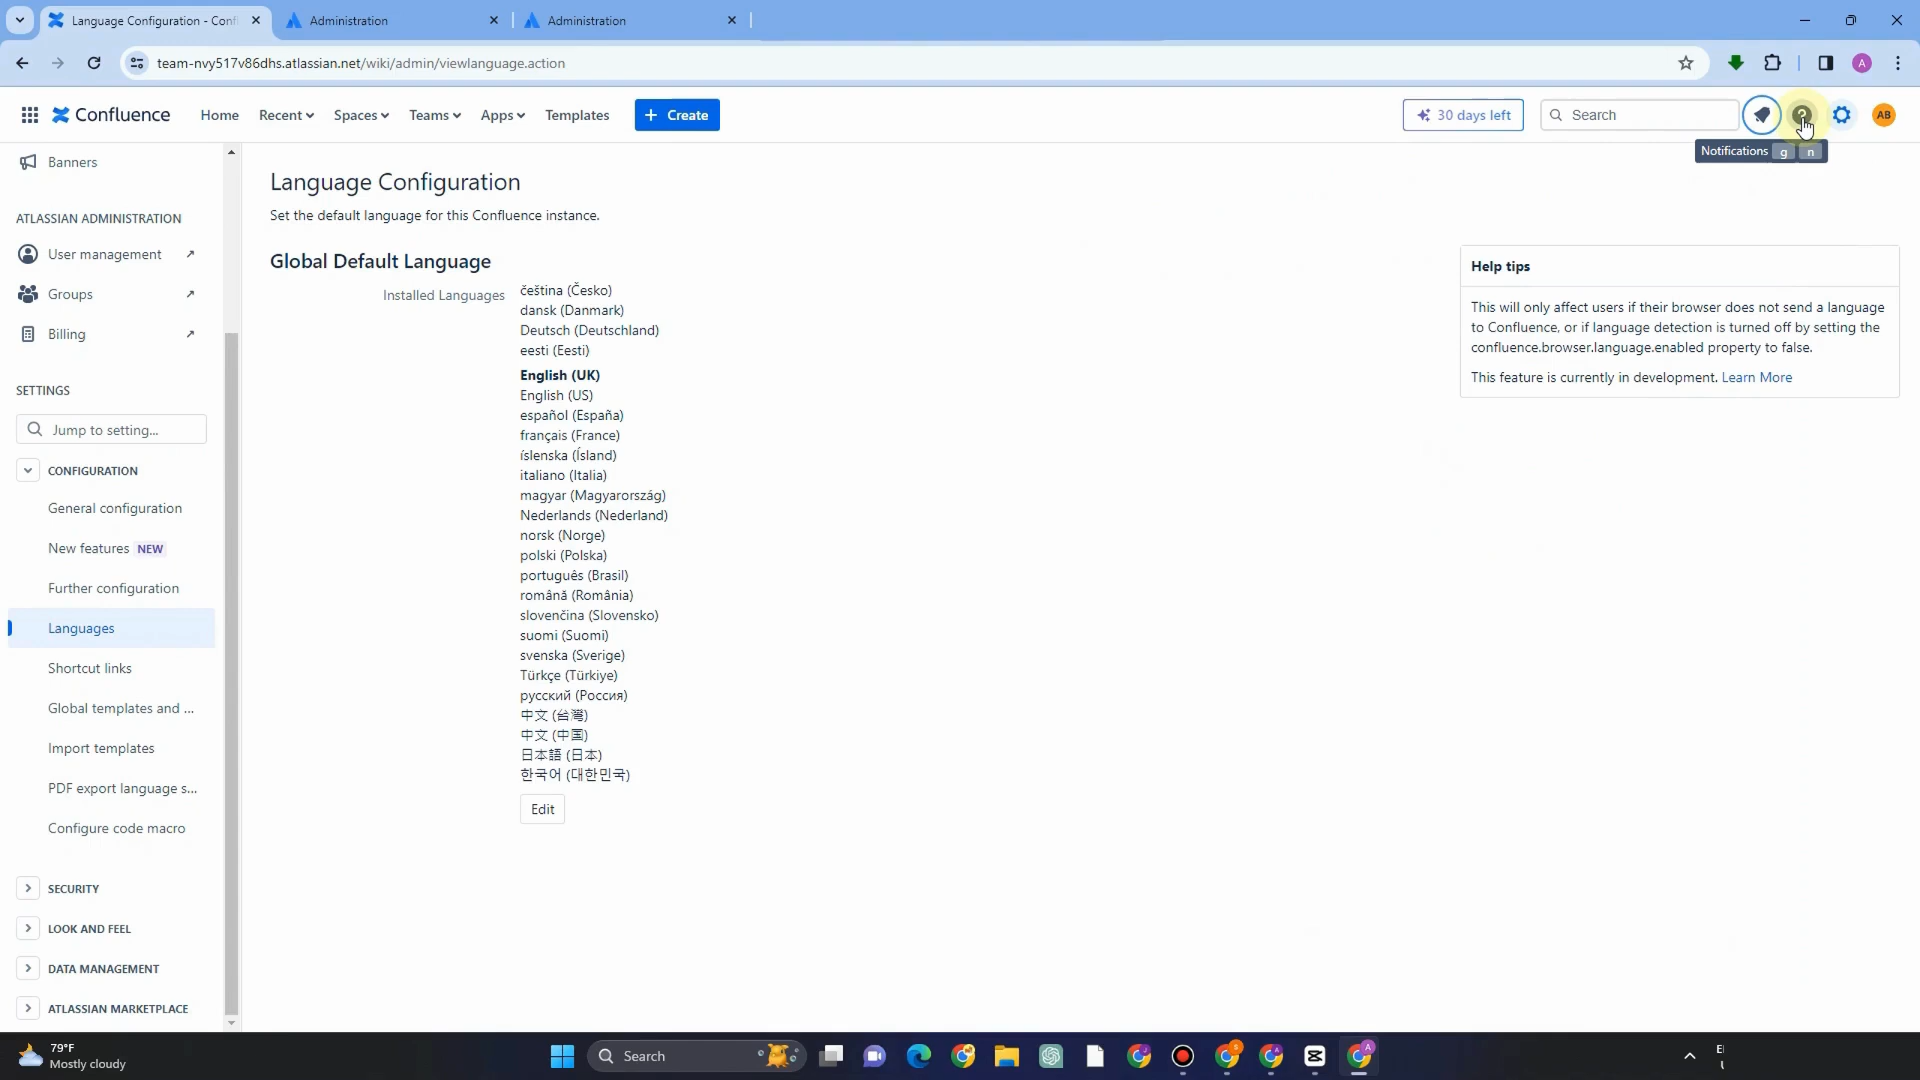 Language Configuration - Conf
Administration
Administration
team-nvy517v86dhs.atlassian.net/wiki/admin/viewlanguage.action
A
Confluence
Home
Recent
Spaces
Teams
Apps
Templates
+ Create
30 days left
Search
?
AB
Notifications g n
Banners
ATLASSIAN ADMINISTRATION
User management
Groups
Billing
SETTINGS
Jump to setting...
CONFIGURATION
General configuration
New features NEW
Further configuration
Languages
Shortcut links
Global templates and ...
Import templates
PDF export language s...
Configure code macro
SECURITY
LOOK AND FEEL
DATA MANAGEMENT
ATLASSIAN MARKETPLACE
Language Configuration
Set the default language for this Confluence instance.
Global Default Language
Installed Languages
čeština (Česko)
dansk (Danmark)
Deutsch (Deutschland)
eesti (Eesti)
English (UK)
English (US)
español (España)
français (France)
íslenska (Ísland)
italiano (Italia)
magyar (Magyarország)
Nederlands (Nederland)
norsk (Norge)
polski (Polska)
português (Brasil)
română (România)
slovenčina (Slovensko)
suomi (Suomi)
svenska (Sverige)
Türkçe (Türkiye)
русский (Россия)
中文 (台灣)
中文 (中国)
日本語 (日本)
한국어 (대한민국)
Edit
Help tips
This will only affect users if their browser does not send a language
to Confluence, or if language detection is turned off by setting the
confluence.browser.language.enabled property to false.
This feature is currently in development. Learn More
79°F
Mostly cloudy
Search